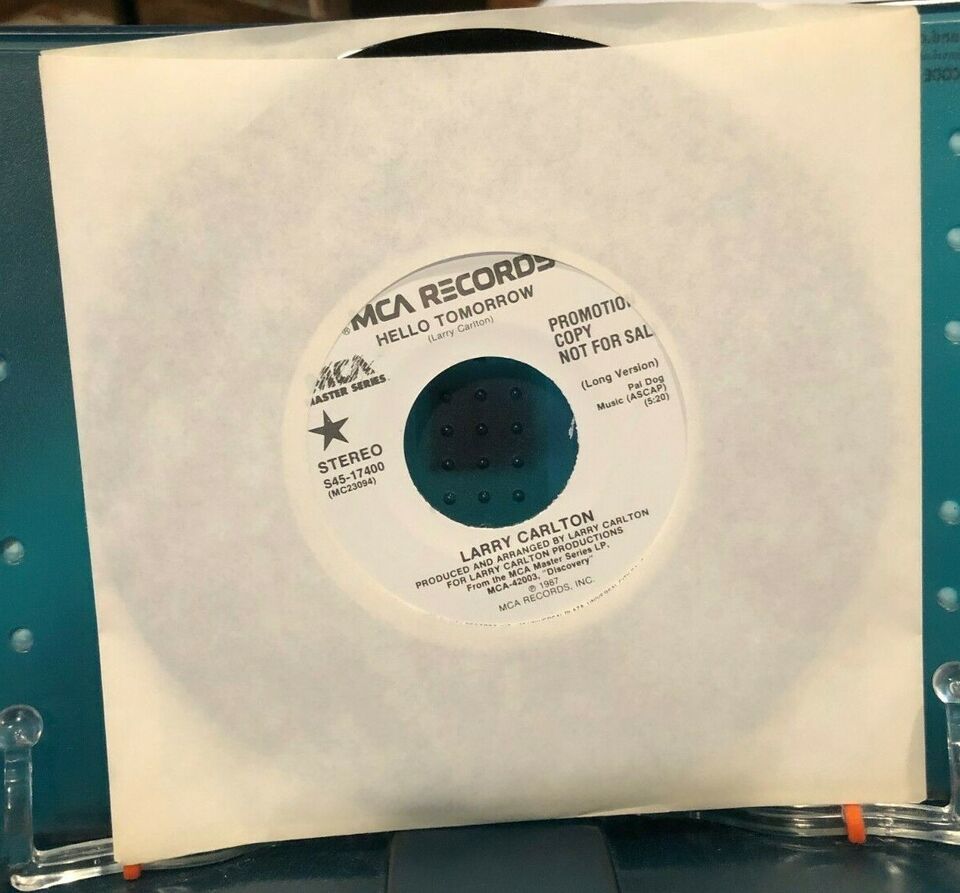 MCA RECORDS
®
HELLO TOMORROW
(Larry Carlton)
PROMOTION
COPY
NOT FOR SAL
MCA
MASTER SERIES
(Long Version)
Pal Dog
Music (ASCAP)
(5:20)
STEREO
S45-17400
(MC23094)
LARRY CARLTON
PRODUCED AND ARRANGED BY LARRY CARLTON
FOR LARRY CARLTON PRODUCTIONS
From the MCA Master Series LP,
MCA-42003, "Discovery"
℗ 1987
MCA RECORDS, INC.